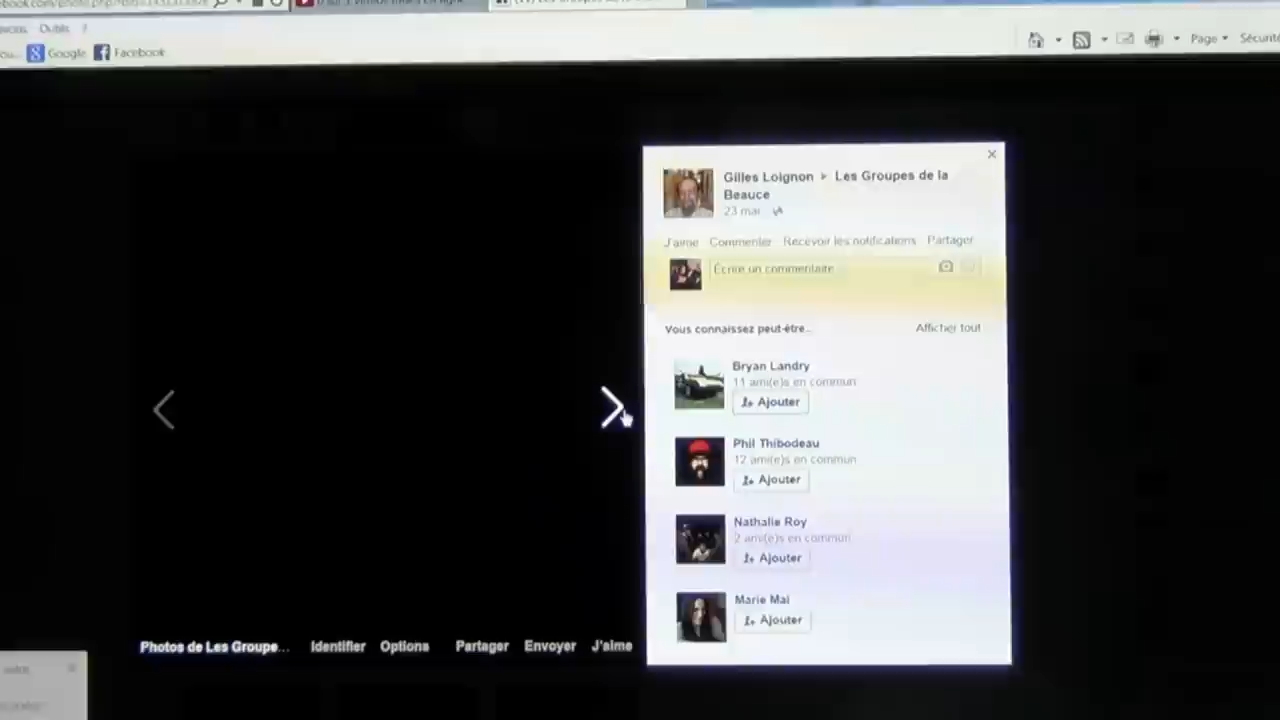 Outils
Page
Google
Facebook
Gilles Loignon ▸ Les Groupes de la
Beauce
23 mai
J'aime Commenter Recevoir les notifications Partager
Écrire un commentaire
Vous connaissez peut-être... Afficher tout
Bryan Landry
11 ami(e)s en commun
Ajouter
Phil Thibodeau
12 ami(e)s en commun
Ajouter
Nathalie Roy
2 ami(e)s en commun
Ajouter
Marie Mai
Ajouter
Photos de Les Groupe... Identifier Options Partager Envoyer J'aime